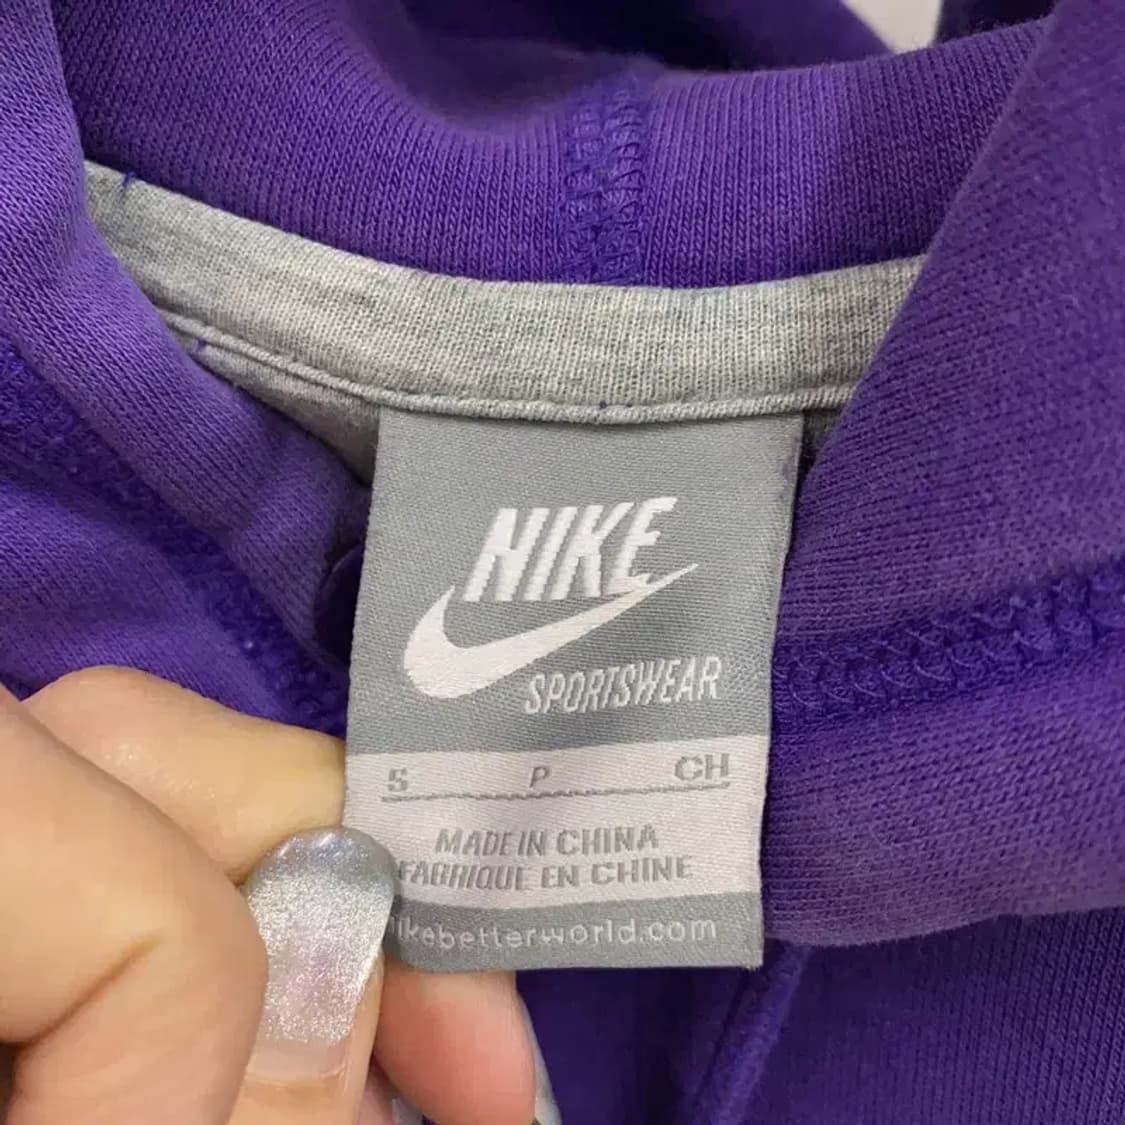 NIKE
SPORTSWEAR
S P CH
MADE IN CHINA
FABRIQUE EN CHINE
ikebetterworld.com